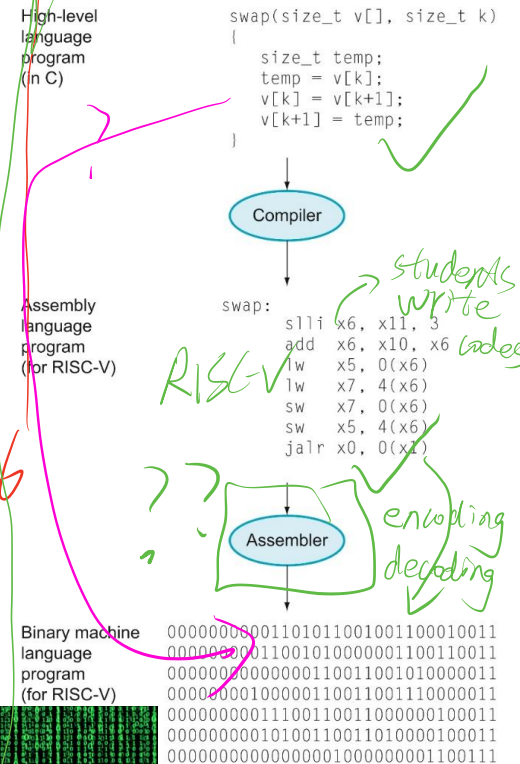 High-level
language
program
(in C)
swap(size_t v[], size_t k)
{
size_t temp;
temp = v[k];
v[k] = v[k+1];
v[k+1] = temp;
}
?
Compiler
Assembly
language
program
(for RISC-V)
RISC-V
swap:
slli x6, x11, 3
add x6, x10, x6
lw x5, 0(x6)
lw x7, 4(x6)
sw x7, 0(x6)
sw x5, 4(x6)
jalr x0, 0(x1)
students
write
codes
? ?
Assembler
encoding
decoding
Binary machine
language
program
(for RISC-V)
00000000001101011001001100010011
00000000011001010000001100110011
00000000000000110011001010000011
00000000100000110011001110000011
00000000011100110011000000100011
00000000010100110011010000100011
00000000000000001000000001100111